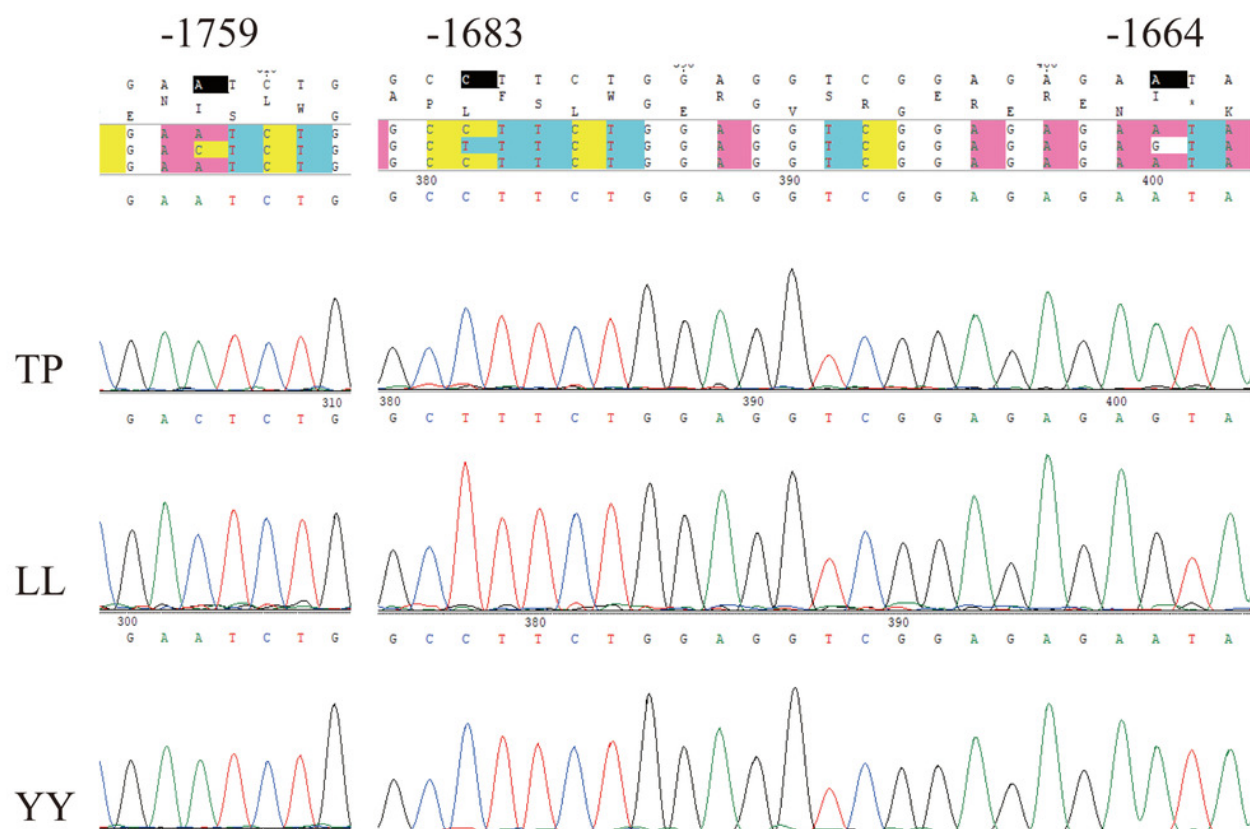 -1759 -1683 -1664
G A A T C T G G C C T T C T G G A G G T C G G A G A G A A T A
N I L W A F W R S E R I *
E S G P L S L G E G V R G R E E N K
G A A T C T G G C C T T C T G G A G G T C G G A G A G A A T A
G A C T C T G G C T T T C T G G A G G T C G G A G A G A G T A
G A A T C T G G C C T T C T G G A G G T C G G A G A G A A T A
380 390 400
G A A T C T G G C C T T C T G G A G G T C G G A G A G A A T A
TP
310 380 390 400
G A C T C T G G C T T T C T G G A G G T C G G A G A G A G T A
LL
300 380 390
G A A T C T G G C C T T C T G G A G G T C G G A G A G A A T A
YY